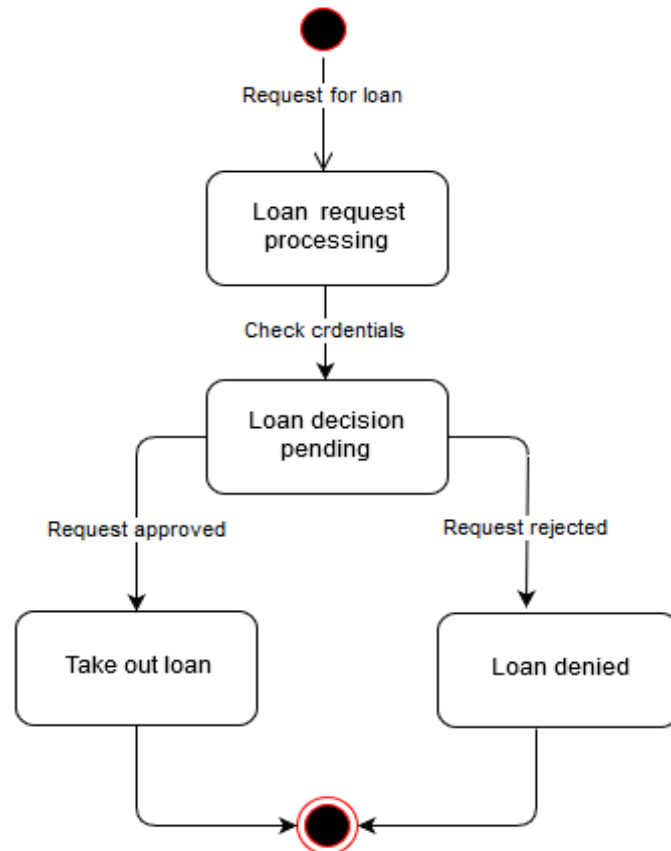 Request for loan
Loan request
processing
Check crdentials
Loan decision
pending
Request approved
Request rejected
Take out loan
Loan denied